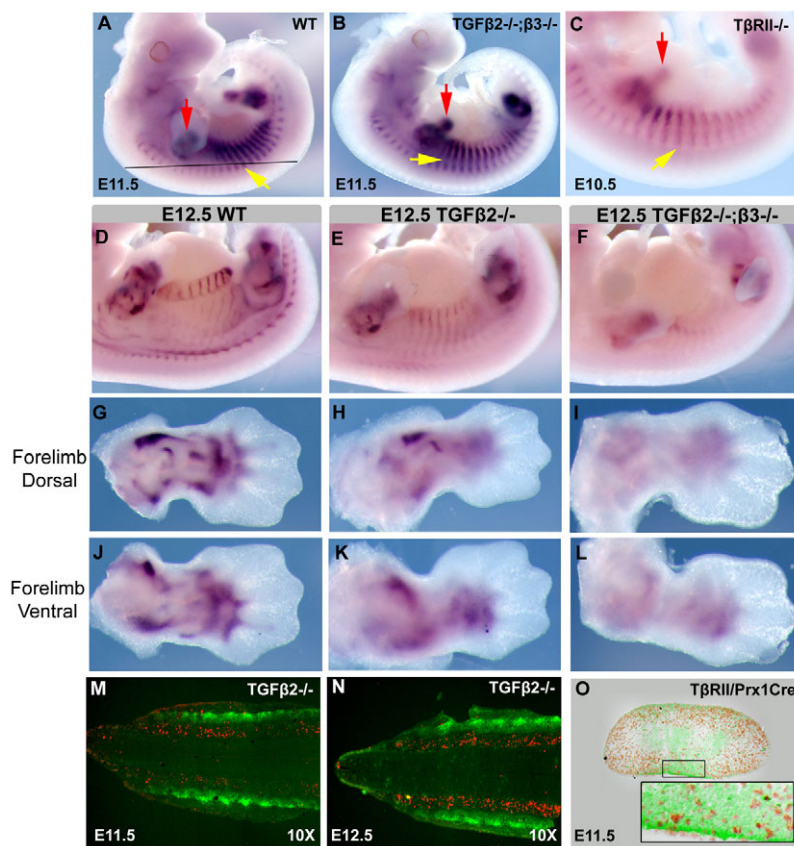 A WT
E11.5
B TGFβ2-/-;β3-/-
E11.5
C TβRII-/-
E10.5
E12.5 WT
E12.5 TGFβ2-/-
E12.5 TGFβ2-/-;β3-/-
D
E
F
Forelimb
Dorsal
G
H
I
Forelimb
Ventral
J
K
L
M TGFβ2-/-
E11.5 10X
N TGFβ2-/-
E12.5 10X
O TβRII/Prx1Cre
E11.5